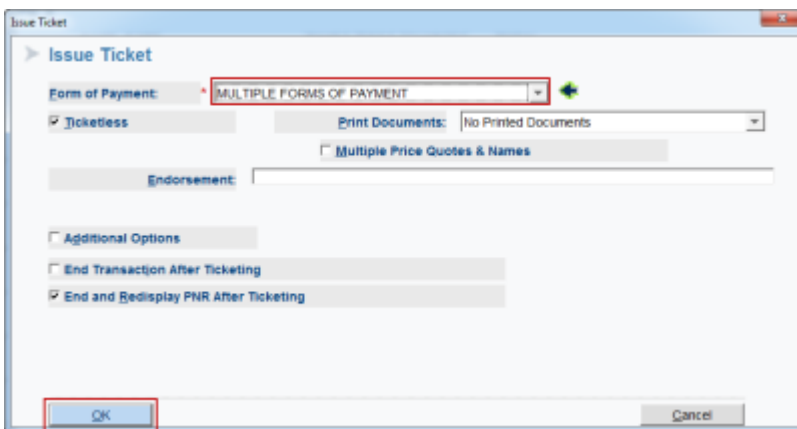 Issue Ticket
Issue Ticket
Form of Payment: * MULTIPLE FORMS OF PAYMENT
Ticketless Print Documents: No Printed Documents
Multiple Price Quotes & Names
Endorsement:
Additional Options
End Transaction After Ticketing
End and Redisplay PNR After Ticketing
OK Cancel